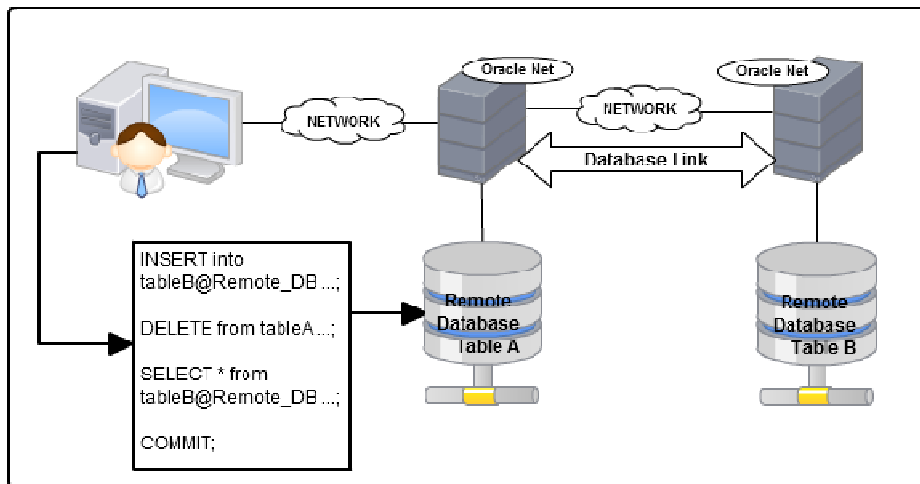 Oracle Net
Oracle Net
NETWORK
NETWORK
Database Link
INSERT into
tableB@Remote_DB ...;
DELETE from tableA ...;
SELECT * from
tableB@Remote_DB ...;
COMMIT;
Remote
Database
Table A
Remote
Database
Table B